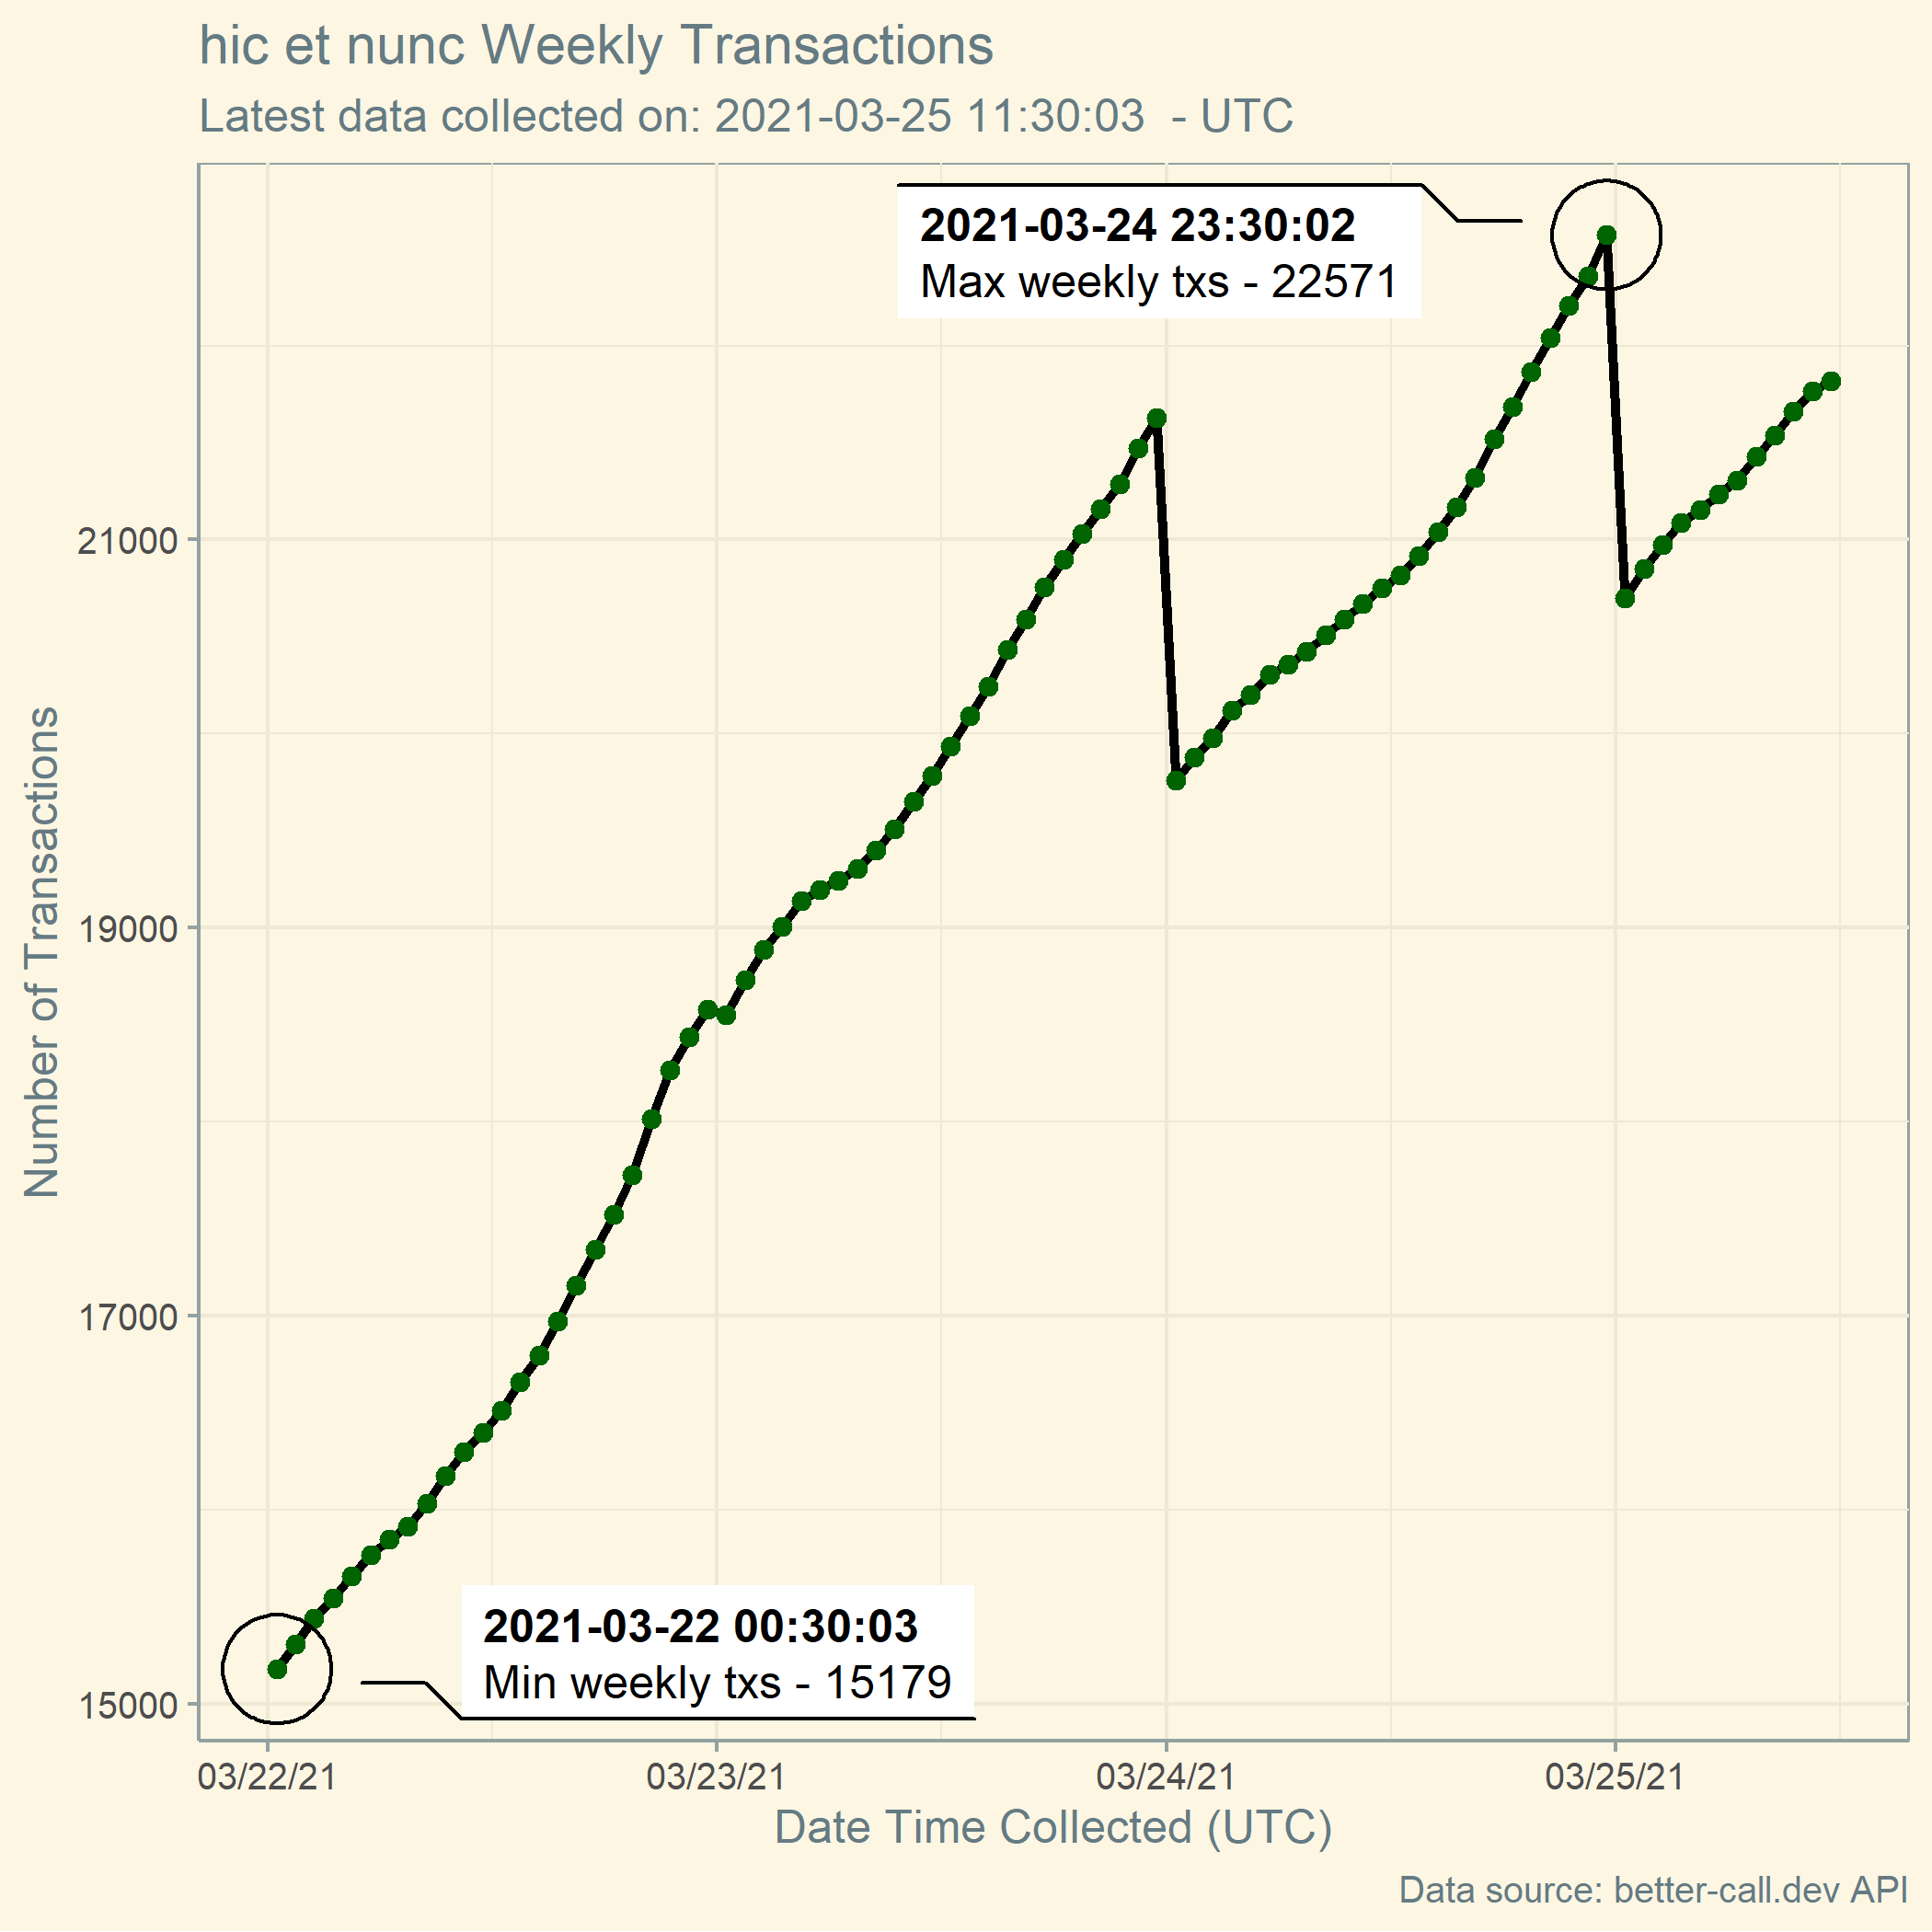 hic et nunc Weekly Transactions
Latest data collected on: 2021-03-25 11:30:03  - UTC
2021-03-24 23:30:02
Max weekly txs - 22571
21000
19000
17000
15000
Number of Transactions
2021-03-22 00:30:03
Min weekly txs - 15179
03/22/21 03/23/21 03/24/21 03/25/21
Date Time Collected (UTC)
Data source: better-call.dev API